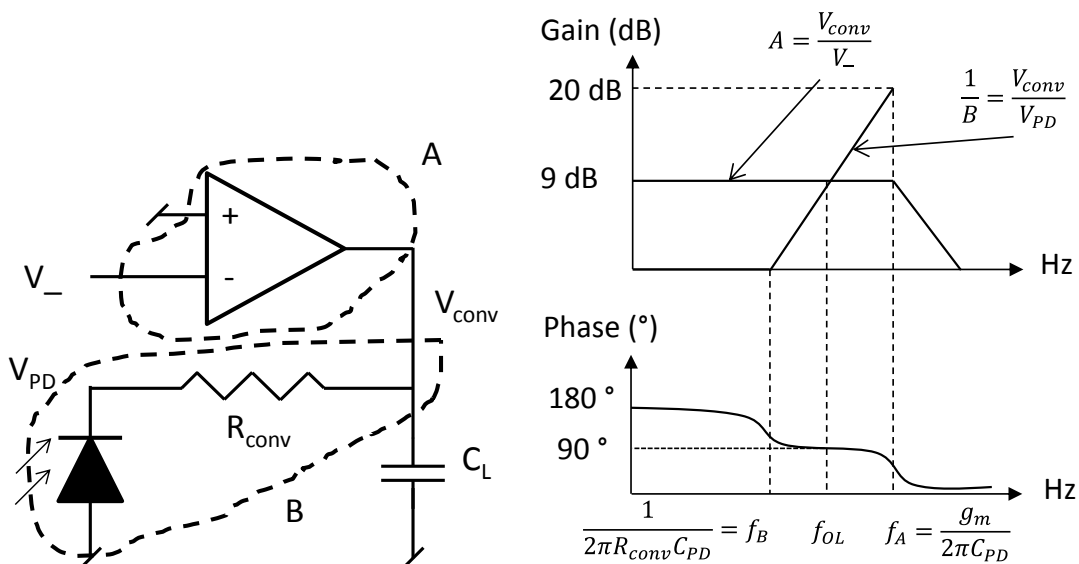 A
+
-
V_
V_conv
V_PD
R_conv
C_L
B
Gain (dB)
A = V_conv / V_−
20 dB
1/B = V_conv / V_PD
9 dB
Hz
Phase (°)
180 °
90 °
Hz
1 / (2πR_conv C_PD) = f_B
f_OL
f_A = g_m / (2πC_PD)